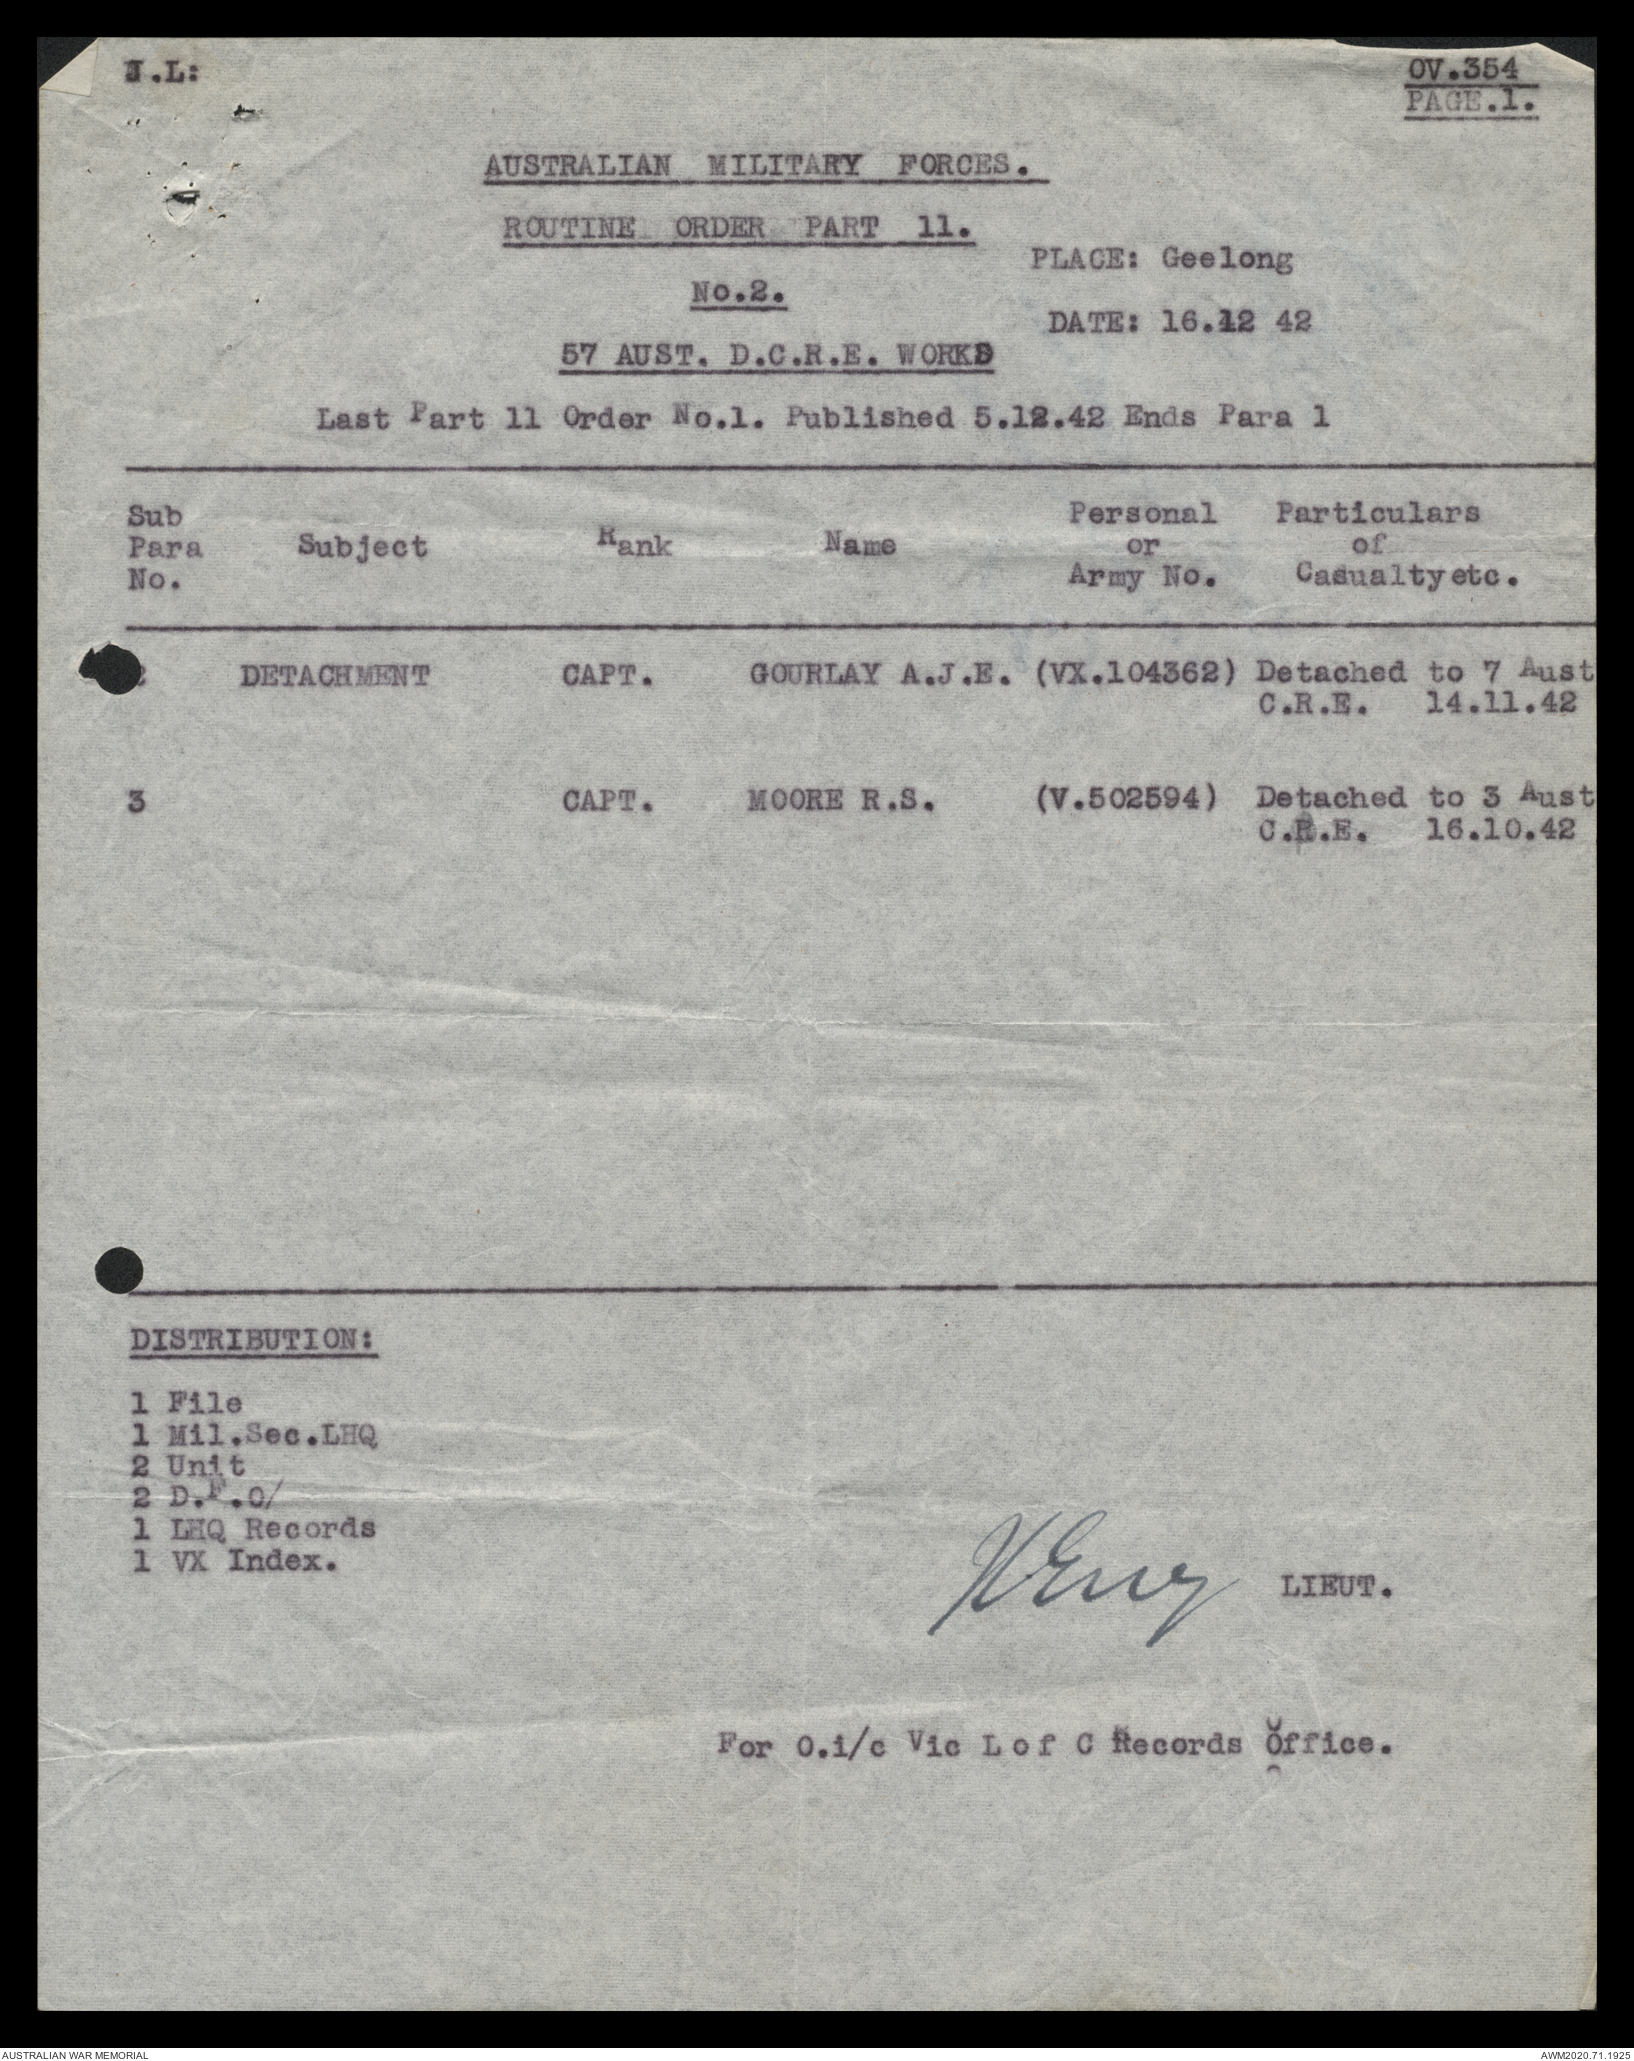 J.L:
OV.354
PAGE.1.
AUSTRALIAN MILITARY FORCES.
ROUTINE ORDER PART 11.
PLACE: Geelong
No.2.
DATE: 16.12 42
57 AUST. D.C.R.E. WORKS
Last Part 11 Order No.1. Published 5.12.42 Ends Para 1
Sub Para No. Subject Rank Name Personal or Army No. Particulars of Casualty etc.
2 DETACHMENT CAPT. GOURLAY A.J.E. (VX.104362) Detached to 7 Aust
C.R.E. 14.11.42
3 CAPT. MOORE R.S. (V.502594) Detached to 3 Aust
C.R.E. 16.10.42
DISTRIBUTION:
1 File
1 Mil.Sec.LHQ
2 Unit
2 D.F.O/
1 LHQ Records
1 VX Index.
LIEUT.
For O.i/c Vic L of C Records Office.
AUSTRALIAN WAR MEMORIAL
AWM2020.71.1925